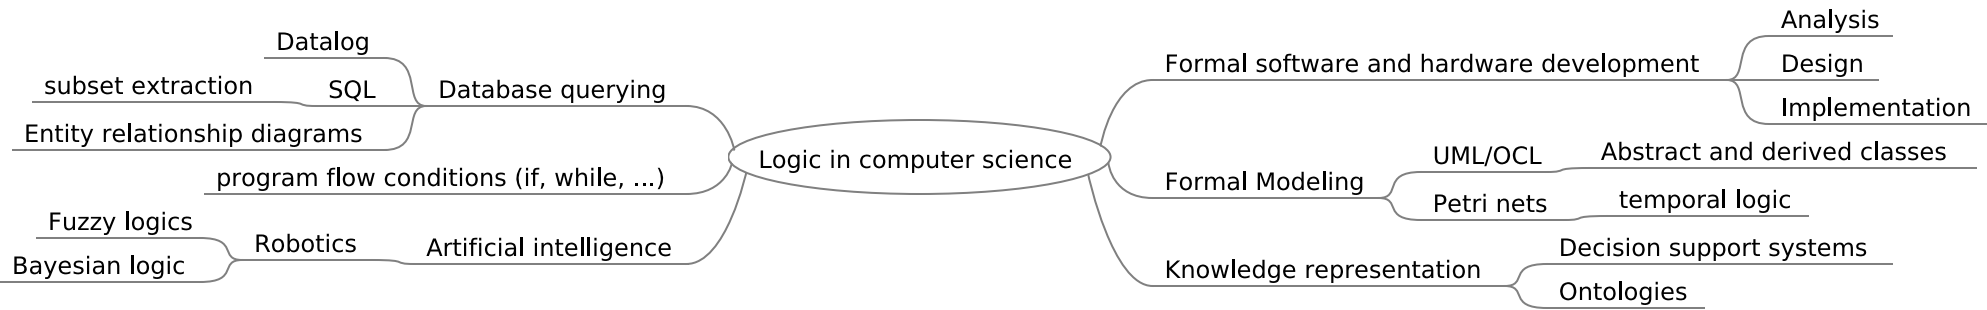 Logic in computer science
Database querying
Datalog
SQL
subset extraction
Entity relationship diagrams
program flow conditions (if, while, ...)
Artificial intelligence
Robotics
Fuzzy logics
Bayesian logic
Formal software and hardware development
Analysis
Design
Implementation
Formal Modeling
UML/OCL
Abstract and derived classes
Petri nets
temporal logic
Knowledge representation
Decision support systems
Ontologies